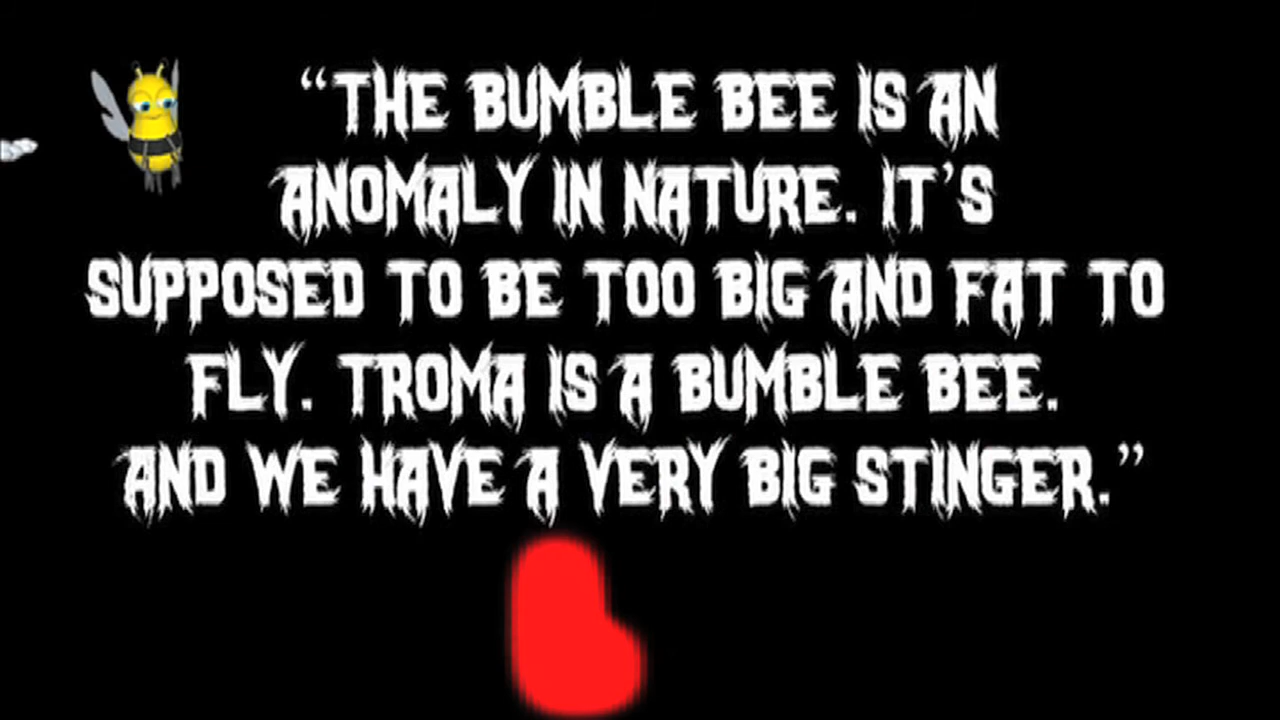 “THE BUMBLE BEE IS AN
ANOMALY IN NATURE. IT’S
SUPPOSED TO BE TOO BIG AND FAT TO
FLY. TROMA IS A BUMBLE BEE.
AND WE HAVE A VERY BIG STINGER.”